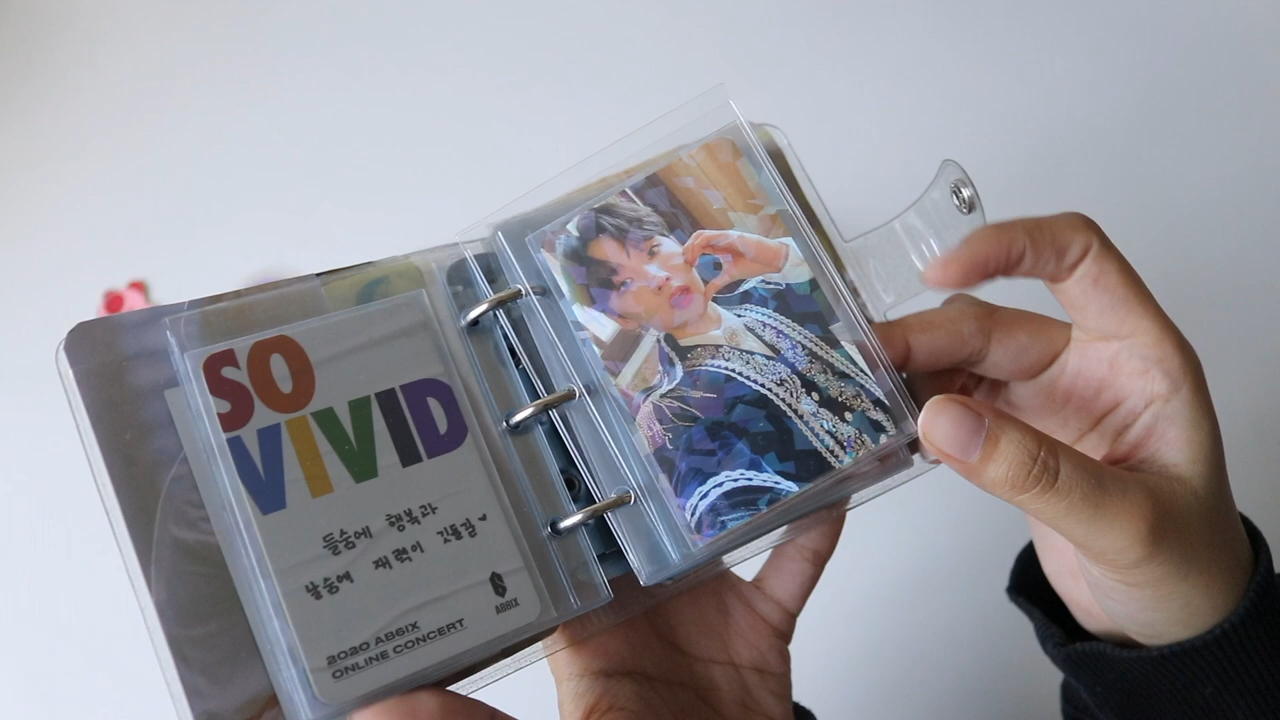 SO
VIVID
들숨에 행복과
날숨에 재력이 깃들길♥
AB6IX
2020 AB6IX
ONLINE CONCERT